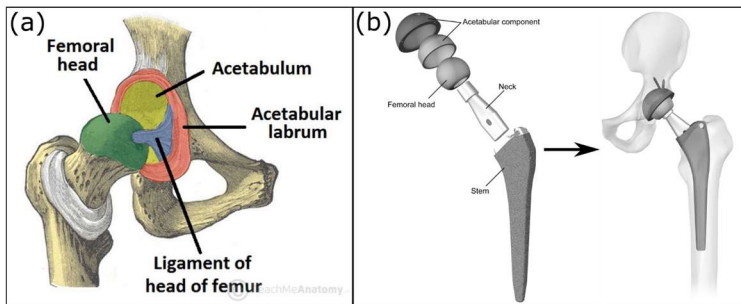 (a)
Femoral
head
Acetabulum
Acetabular
labrum
Ligament of
head of femur
TeachMeAnatomy
(b)
Acetabular component
Femoral head
Neck
Stem